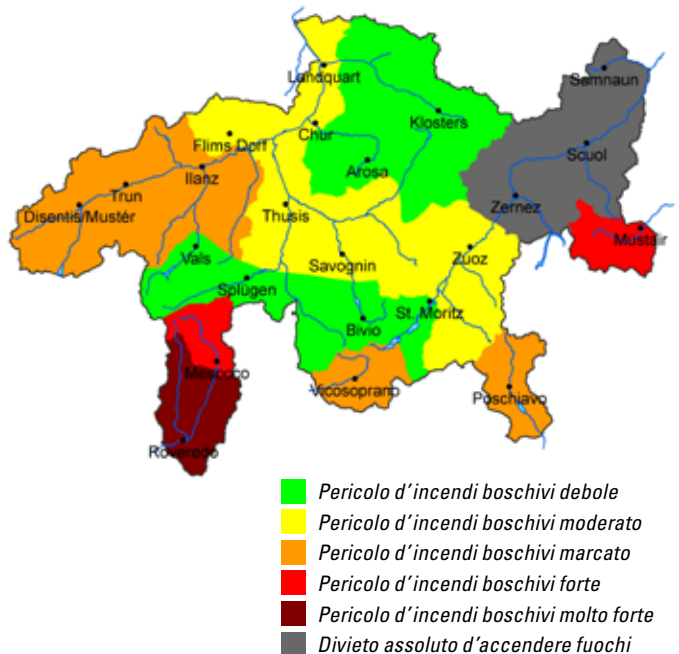 Samnaun
Landquart
Klosters
Chur
Flims Dorf
Scuol
Arosa
Ilanz
Trun
Disentis/Mustér
Zernez
Thusis
Müstair
Vals
Savognin
Zuoz
Splügen
St. Moritz
Bivio
Mesocco
Vicosoprano
Poschiavo
Roveredo
Pericolo d'incendi boschivi debole
Pericolo d'incendi boschivi moderato
Pericolo d'incendi boschivi marcato
Pericolo d'incendi boschivi forte
Pericolo d'incendi boschivi molto forte
Divieto assoluto d'accendere fuochi